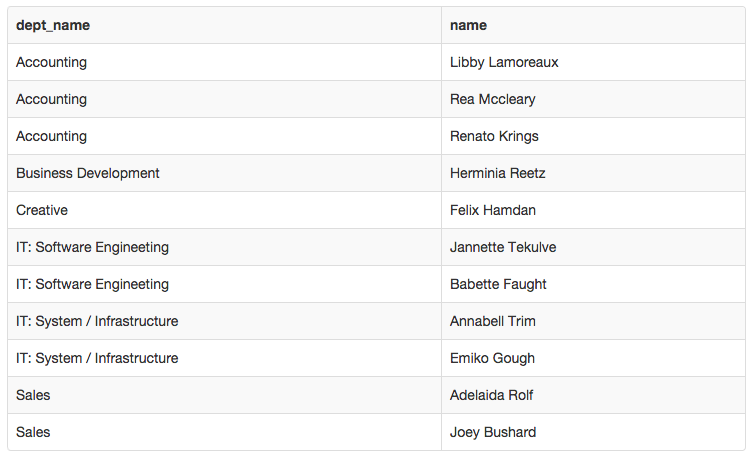 dept_name name
Accounting Libby Lamoreaux
Accounting Rea Mccleary
Accounting Renato Krings
Business Development Herminia Reetz
Creative Felix Hamdan
IT: Software Engineeting Jannette Tekulve
IT: Software Engineeting Babette Faught
IT: System / Infrastructure Annabell Trim
IT: System / Infrastructure Emiko Gough
Sales Adelaida Rolf
Sales Joey Bushard